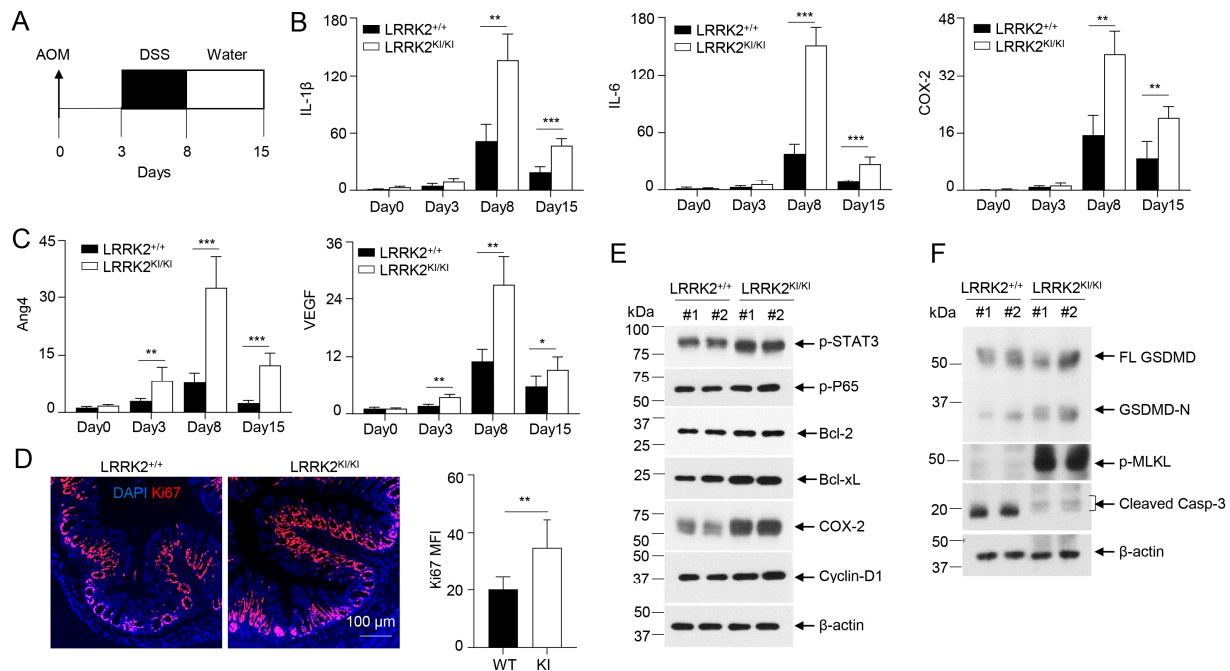 A
AOM
DSS
Water
0
3
8
15
Days
B
LRRK2+/+
LRRK2KI/KI
IL-1β
180
120
60
0
**
***
Day0 Day3 Day8 Day15
LRRK2+/+
LRRK2KI/KI
IL-6
180
120
60
0
***
***
Day0 Day3 Day8 Day15
LRRK2+/+
LRRK2KI/KI
COX-2
48
36
24
12
0
**
**
Day0 Day3 Day8 Day15
C
LRRK2+/+
LRRK2KI/KI
Ang4
45
30
15
0
**
***
***
Day0 Day3 Day8 Day15
LRRK2+/+
LRRK2KI/KI
VEGF
36
24
12
0
**
**
*
Day0 Day3 Day8 Day15
D
LRRK2+/+
LRRK2KI/KI
DAPI Ki67
100 µm
Ki67 MFI
60
40
20
0
**
WT KI
E
LRRK2+/+ LRRK2KI/KI
kDa #1 #2 #1 #2
100
75
p-STAT3
75
50
p-P65
37
25
Bcl-2
37
25
Bcl-xL
75
50
COX-2
50
37
Cyclin-D1
50
37
β-actin
F
LRRK2+/+ LRRK2KI/KI
kDa #1 #2 #1 #2
50
FL GSDMD
37
GSDMD-N
50
p-MLKL
20
Cleaved Casp-3
50
37
β-actin